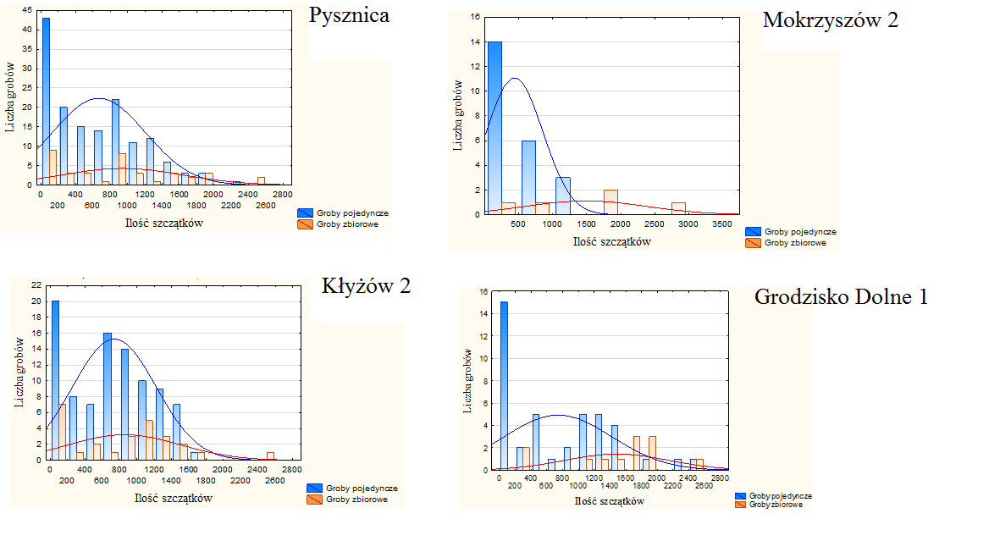 Pysznica
45
40
35
30
25
20
15
10
5
0
Liczba grobów
0 400 800 1200 1600 2000 2400 2800
200 600 1000 1400 1800 2200 2600
Ilość szczątków
Groby pojedyncze
Groby zbiorowe
Mokrzyszów 2
16
14
12
10
8
6
4
2
0
Liczba grobów
500 1000 1500 2000 2500 3000 3500
Ilość szczątków
Groby pojedyncze
Groby zbiorowe
Kłyżów 2
22
20
18
16
14
12
10
8
6
4
2
0
Liczba grobów
0 400 800 1200 1600 2000 2400 2800
200 600 1000 1400 1800 2200 2600
Ilość szczątków
Groby pojedyncze
Groby zbiorowe
Grodzisko Dolne 1
16
14
12
10
8
6
4
2
0
Liczba grobów
0 400 800 1200 1600 2000 2400 2800
200 600 1000 1400 1800 2200 2600
Ilość szczątków
Groby pojedyncze
Groby zbiorowe